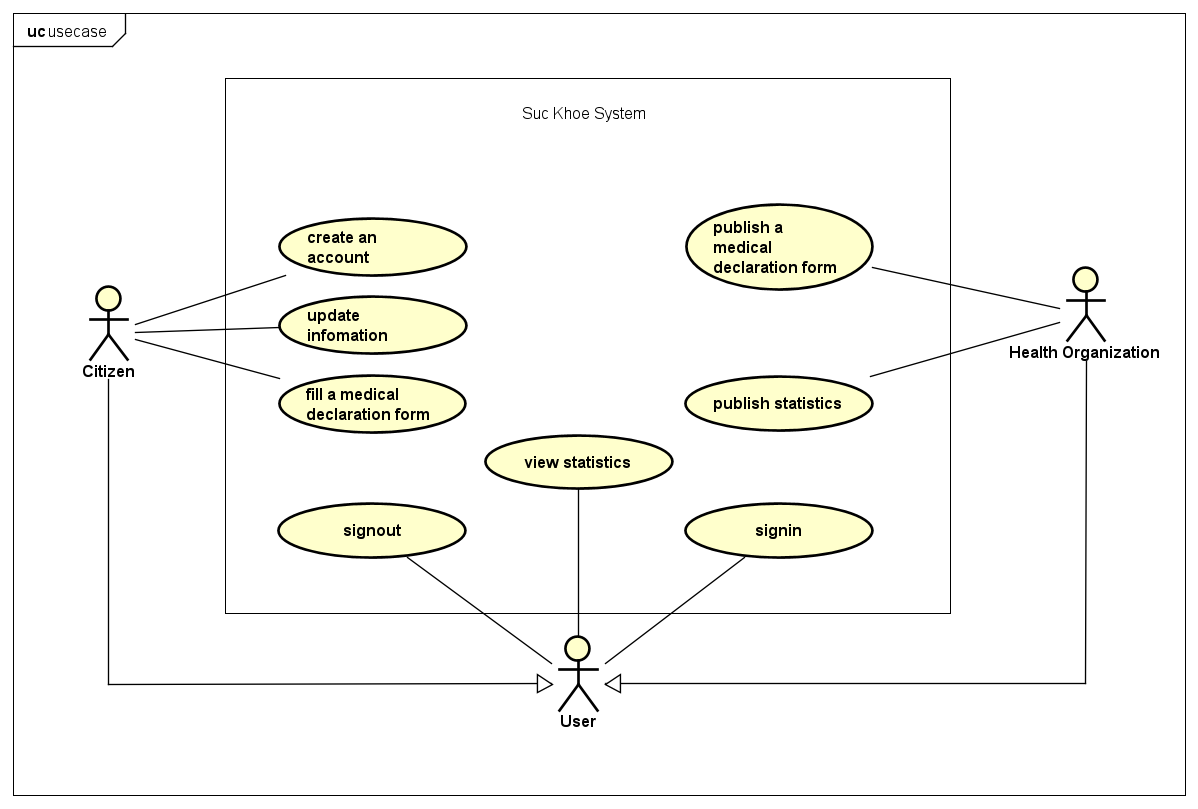 uc usecase
Suc Khoe System
create an
account
publish a
medical
declaration form
update
infomation
Citizen
Health Organization
fill a medical
declaration form
publish statistics
view statistics
signout
signin
User